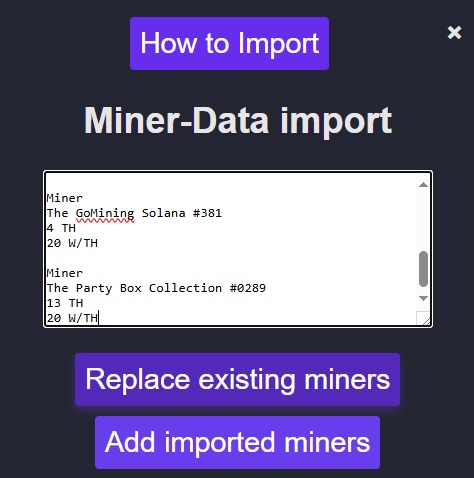 How to Import
×
Miner-Data import
Miner
The GoMining Solana #381
4 TH
20 W/TH
Miner
The Party Box Collection #0289
13 TH
20 W/TH
Replace existing miners
Add imported miners